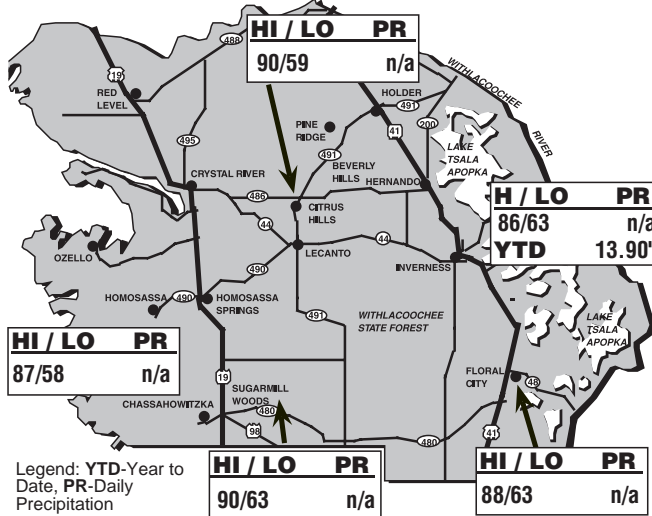 HI / LO PR
90/59 n/a
488
19
RED
LEVEL
WITHLACOOCHEE
RIVER
HOLDER
491
PINE
RIDGE
41
200
495
LAKE
TSALA
APOPKA
491
BEVERLY
HILLS
CRYSTAL RIVER
HERNANDO
486
CITRUS
HILLS
H / LO PR
86/63 n/a
YTD 13.90"
44
44
OZELLO
LECANTO
INVERNESS
490
HOMOSASSA
490
HOMOSASSA
SPRINGS
491
WITHLACOOCHEE
STATE FOREST
LAKE
TSALA
APOPKA
HI / LO PR
87/58 n/a
19
SUGARMILL
WOODS
FLORAL
CITY
48
CHASSAHOWITZKA
480
98
480
41
Legend: YTD-Year to
Date, PR-Daily
Precipitation
HI / LO PR
90/63 n/a
HI / LO PR
88/63 n/a